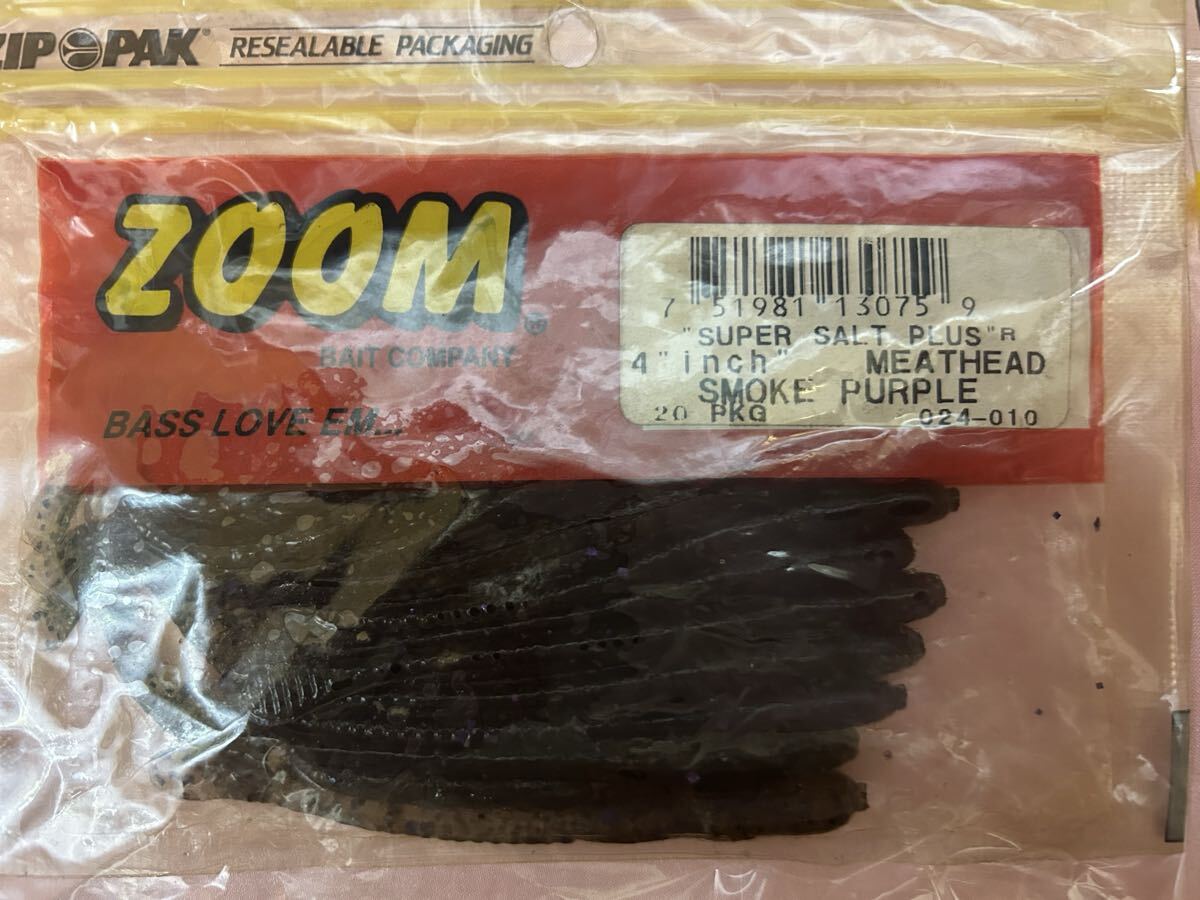 ZIP PAK® RESEALABLE PACKAGING
ZOOM®
BAIT COMPANY
BASS LOVE EM...
7 51981 13075 9
"SUPER SALT PLUS"R
4"inch" MEATHEAD
SMOKE PURPLE
20 PKG 024-010